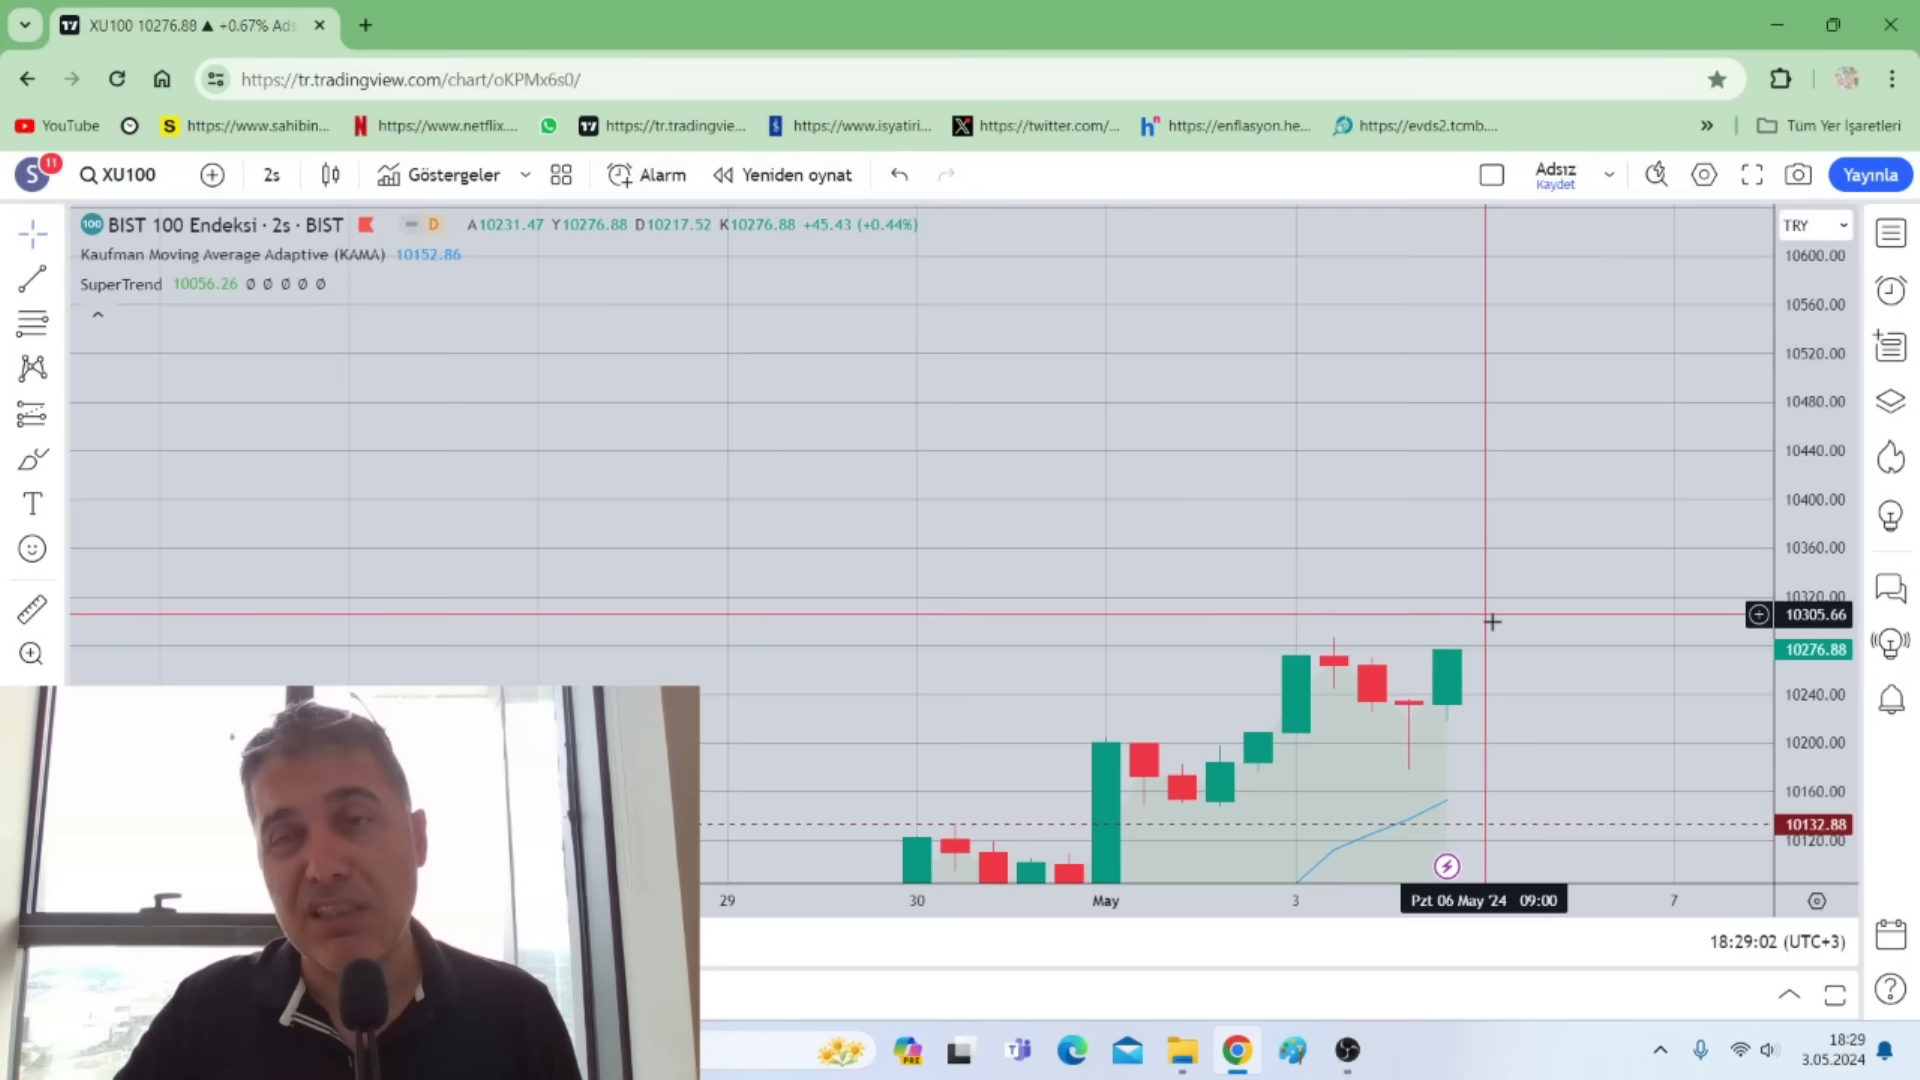 XU100 10276.88 ▲ +0.67% Ads
https://tr.tradingview.com/chart/oKPMx6s0/
YouTube
S https://www.sahibin...
N https://www.netflix....
https://tr.tradingvie...
https://www.isyatiri...
https://twitter.com/...
https://enflasyon.he...
https://evds2.tcmb....
» Tüm Yer İşaretleri
S 11
XU100
2s
Göstergeler
Alarm
Yeniden oynat
Adsız
Kaydet
Yayınla
100 BIST 100 Endeksi · 2s · BIST D A10231.47 Y10276.88 D10217.52 K10276.88 +45.43 (+0.44%)
Kaufman Moving Average Adaptive (KAMA) 10152.86
SuperTrend 10056.26 Ø Ø Ø Ø Ø
TRY
10600.00
10560.00
10520.00
10480.00
10440.00
10400.00
10360.00
10320.00
10305.66
10276.88
10240.00
10200.00
10160.00
10132.88
10120.00
29
30
May
3
Pzt 06 May '24 09:00
7
18:29:02 (UTC+3)
PRE
18:29
3.05.2024